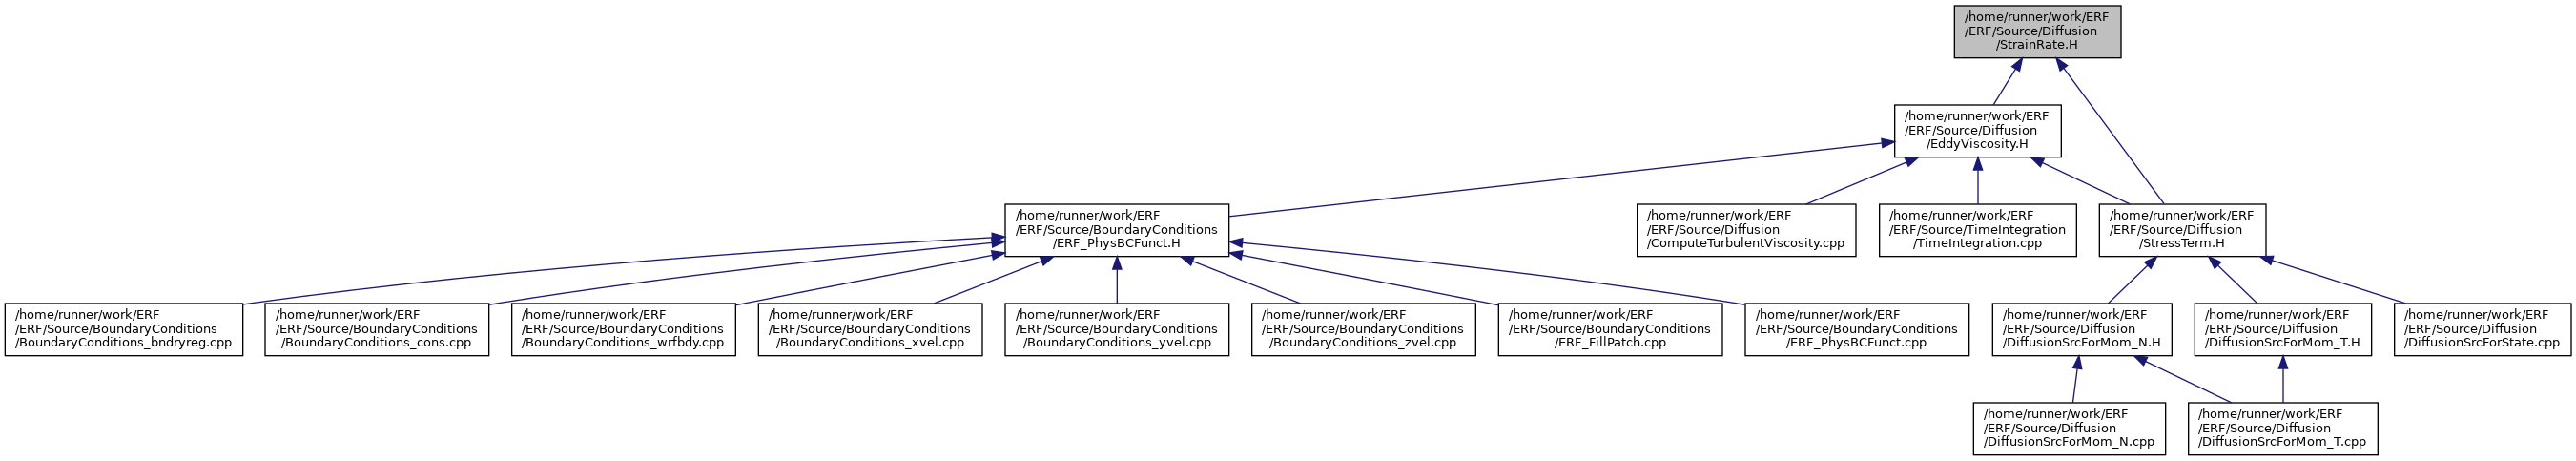 /home/runner/work/ERF
/ERF/Source/Diffusion
/StrainRate.H
/home/runner/work/ERF
/ERF/Source/Diffusion
/EddyViscosity.H
/home/runner/work/ERF
/ERF/Source/BoundaryConditions
/ERF_PhysBCFunct.H
/home/runner/work/ERF
/ERF/Source/Diffusion
/ComputeTurbulentViscosity.cpp
/home/runner/work/ERF
/ERF/Source/TimeIntegration
/TimeIntegration.cpp
/home/runner/work/ERF
/ERF/Source/Diffusion
/StressTerm.H
/home/runner/work/ERF
/ERF/Source/BoundaryConditions
/BoundaryConditions_bndryreg.cpp
/home/runner/work/ERF
/ERF/Source/BoundaryConditions
/BoundaryConditions_cons.cpp
/home/runner/work/ERF
/ERF/Source/BoundaryConditions
/BoundaryConditions_wrfbdy.cpp
/home/runner/work/ERF
/ERF/Source/BoundaryConditions
/BoundaryConditions_xvel.cpp
/home/runner/work/ERF
/ERF/Source/BoundaryConditions
/BoundaryConditions_yvel.cpp
/home/runner/work/ERF
/ERF/Source/BoundaryConditions
/BoundaryConditions_zvel.cpp
/home/runner/work/ERF
/ERF/Source/BoundaryConditions
/ERF_FillPatch.cpp
/home/runner/work/ERF
/ERF/Source/BoundaryConditions
/ERF_PhysBCFunct.cpp
/home/runner/work/ERF
/ERF/Source/Diffusion
/DiffusionSrcForMom_N.H
/home/runner/work/ERF
/ERF/Source/Diffusion
/DiffusionSrcForMom_T.H
/home/runner/work/ERF
/ERF/Source/Diffusion
/DiffusionSrcForState.cpp
/home/runner/work/ERF
/ERF/Source/Diffusion
/DiffusionSrcForMom_N.cpp
/home/runner/work/ERF
/ERF/Source/Diffusion
/DiffusionSrcForMom_T.cpp